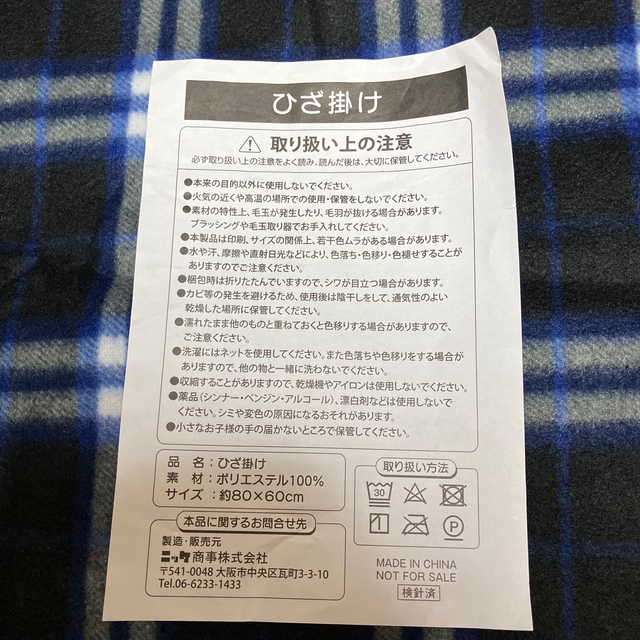 ひざ掛け
取り扱い上の注意
必ず取り扱い上の注意をよく読み、読んだ後は、大切に保管してください。
●本来の目的以外に使用しないでください。
●火気の近くや高温の場所での使用・保管をしないでください。
●素材の特性上、毛玉が発生したり、毛羽が抜ける場合があります。
ブラッシングや毛玉取り器でお手入れしてください。
●本製品は印刷、サイズの関係上、若干色ムラがある場合があります。
●水や汗、摩擦や直射日光などにより、色落ち・色移り・色褪せすることが
ありますのでご注意ください。
●梱包時は折りたたんでいますので、シワが目立つ場合があります。
●カビ等の発生を避けるため、使用後は陰干しをして、通気性のよい
乾燥した場所に保管してください。
●濡れたまま他のものと重ねておくと色移りする場合がありますので、
ご注意ください。
●洗濯にはネットを使用してください。また色落ちや色移りをする場合が
ありますので、他の物と一緒に洗わないでください。
●収縮することがありますので、乾燥機やアイロンは使用しないでください。
●薬品（シンナー・ベンジン・アルコール）、漂白剤などは使用しないで
ください。シミや変色の原因になるおそれがあります。
●小さなお子様の手の届かないところで保管してください。
品 名：ひざ掛け
素 材：ポリエステル100%
サイズ：約80×60cm
取り扱い方法
30
P
本品に関するお問合せ先
製造・販売元
ニッケ商事株式会社
〒541-0048 大阪市中央区瓦町3-3-10
Tel.06-6233-1433
MADE IN CHINA
NOT FOR SALE
検針済